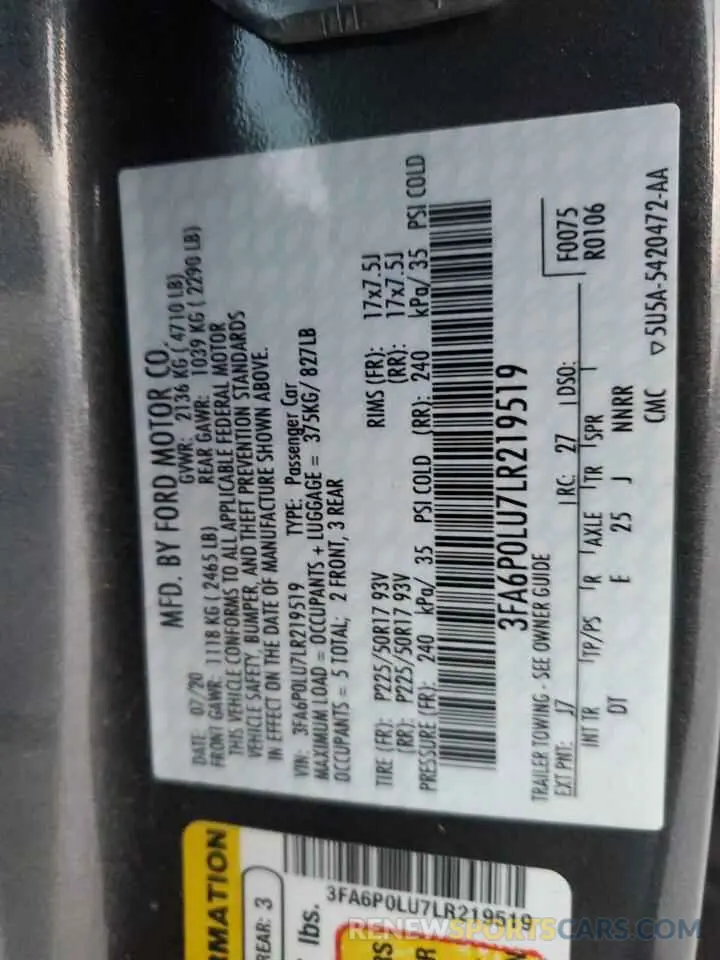 MFD. BY FORD MOTOR CO.
DATE: 07/20 GVWR: 2136 KG ( 4710 LB)
FRONT GAWR: 1118 KG ( 2465 LB) REAR GAWR: 1039 KG ( 2290 LB)
THIS VEHICLE CONFORMS TO ALL APPLICABLE FEDERAL MOTOR
VEHICLE SAFETY, BUMPER, AND THEFT PREVENTION STANDARDS
IN EFFECT ON THE DATE OF MANUFACTURE SHOWN ABOVE.
VIN: 3FA6P0LU7LR219519 TYPE: Passenger Car
MAXIMUM LOAD = OCCUPANTS + LUGGAGE = 375KG/ 827LB
OCCUPANTS = 5 TOTAL; 2 FRONT, 3 REAR
TIRE (FR): P225/50R17 93V RIMS (FR): 17x7.5J
(RR): P225/50R17 93V (RR): 17x7.5J
PRESSURE (FR): 240 kPa/ 35 PSI COLD (RR): 240 kPa/ 35 PSI COLD
3FA6P0LU7LR219519
TRAILER TOWING - SEE OWNER GUIDE
EXT PNT: J7 RC: 27 DSO: F0075
R0106
INT TR TP/PS R AXLE TR SPR
DT E 25 J NNRR
CMC ▽ 5U5A-5420472-AA
RMATION
REAR: 3
lbs.
3FA6P0LU7LR219519
RENEWSPORTSCARS.COM